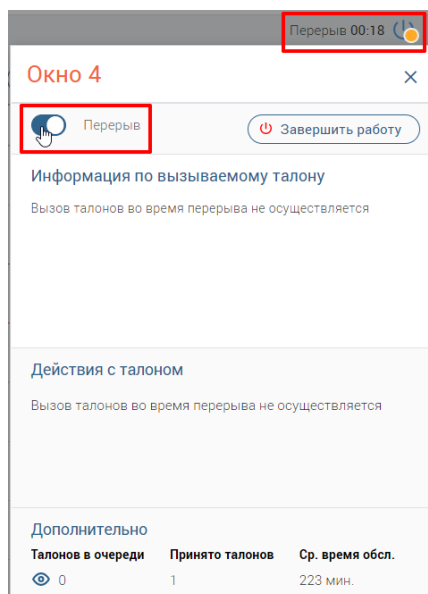 Перерыв 00:18
Окно 4
Перерыв
Завершить работу
Информация по вызываемому талону
Вызов талонов во время перерыва не осуществляется
Действия с талоном
Вызов талонов во время перерыва не осуществляется
Дополнительно
Талонов в очереди Принято талонов Ср. время обсл.
0 1 223 мин.